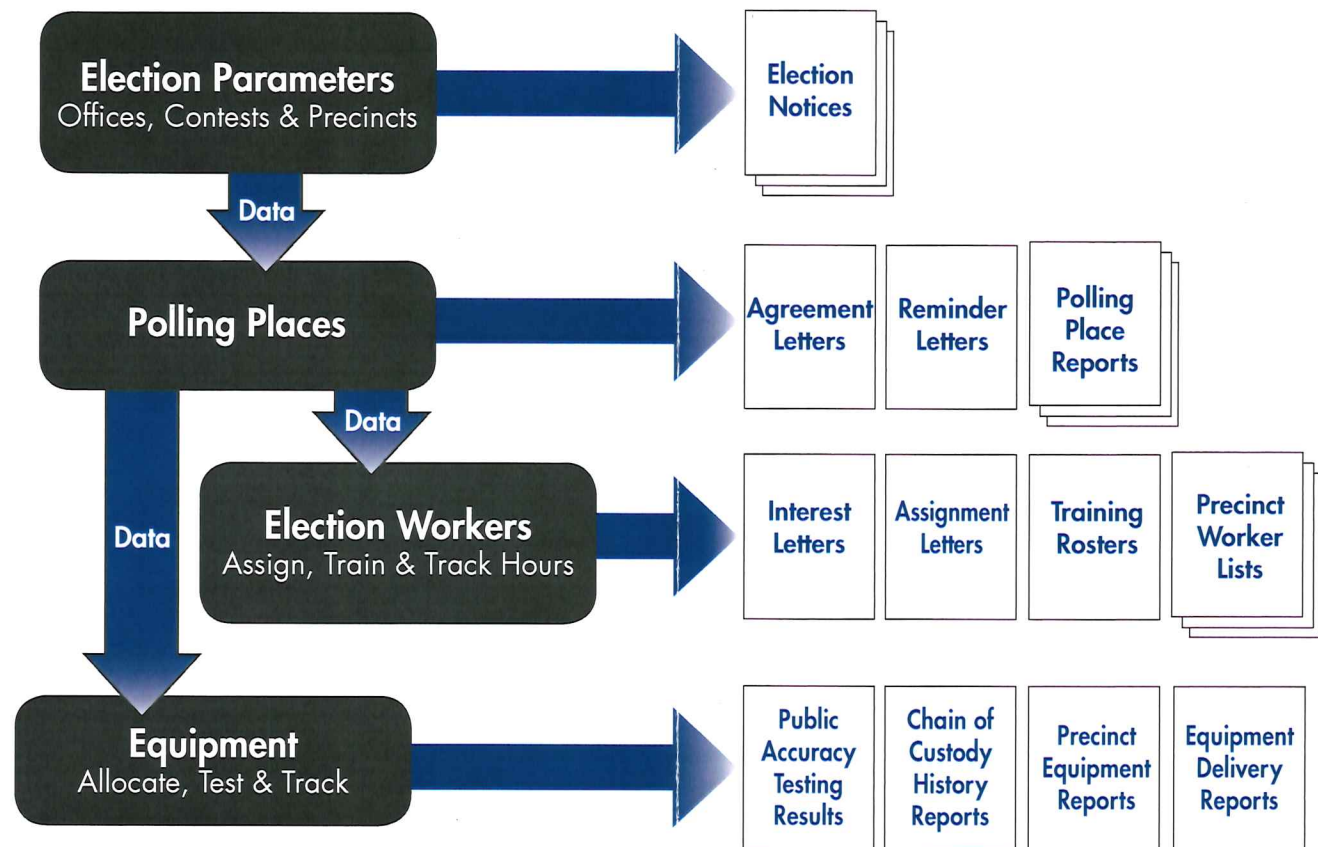 Election Parameters
Offices, Contests & Precincts
Election
Notices
Data
Polling Places
Agreement
Letters
Reminder
Letters
Polling
Place
Reports
Data
Data
Election Workers
Assign, Train & Track Hours
Interest
Letters
Assignment
Letters
Training
Rosters
Precinct
Worker
Lists
Equipment
Allocate, Test & Track
Public
Accuracy
Testing
Results
Chain of
Custody
History
Reports
Precinct
Equipment
Reports
Equipment
Delivery
Reports